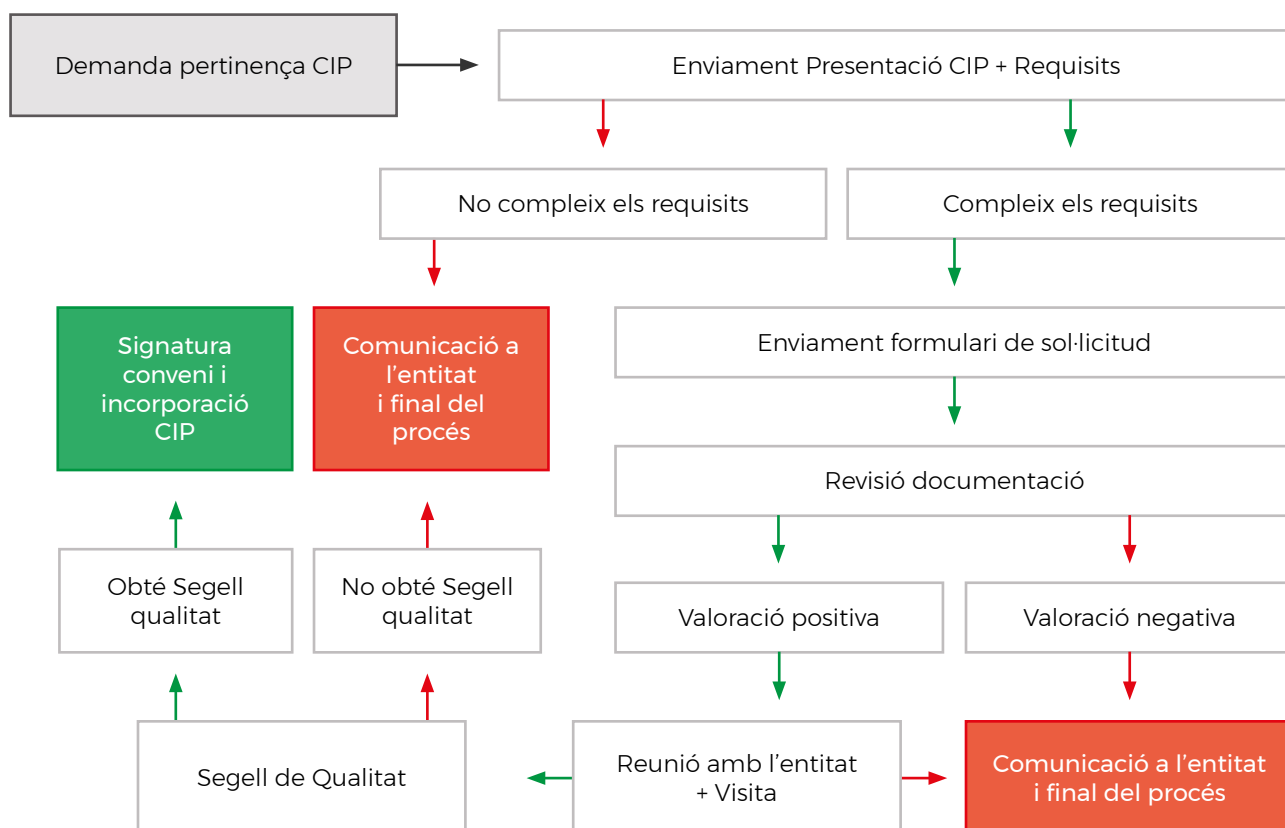 Demanda pertinença CIP
Enviament Presentació CIP + Requisits
No compleix els requisits
Compleix els requisits
Signatura
conveni i
incorporació
CIP
Comunicació a
l’entitat
i final del
procés
Enviament formulari de sol·licitud
Revisió documentació
Obté Segell
qualitat
No obté Segell
qualitat
Valoració positiva
Valoració negativa
Segell de Qualitat
Reunió amb l’entitat
+ Visita
Comunicació a l’entitat
i final del procés